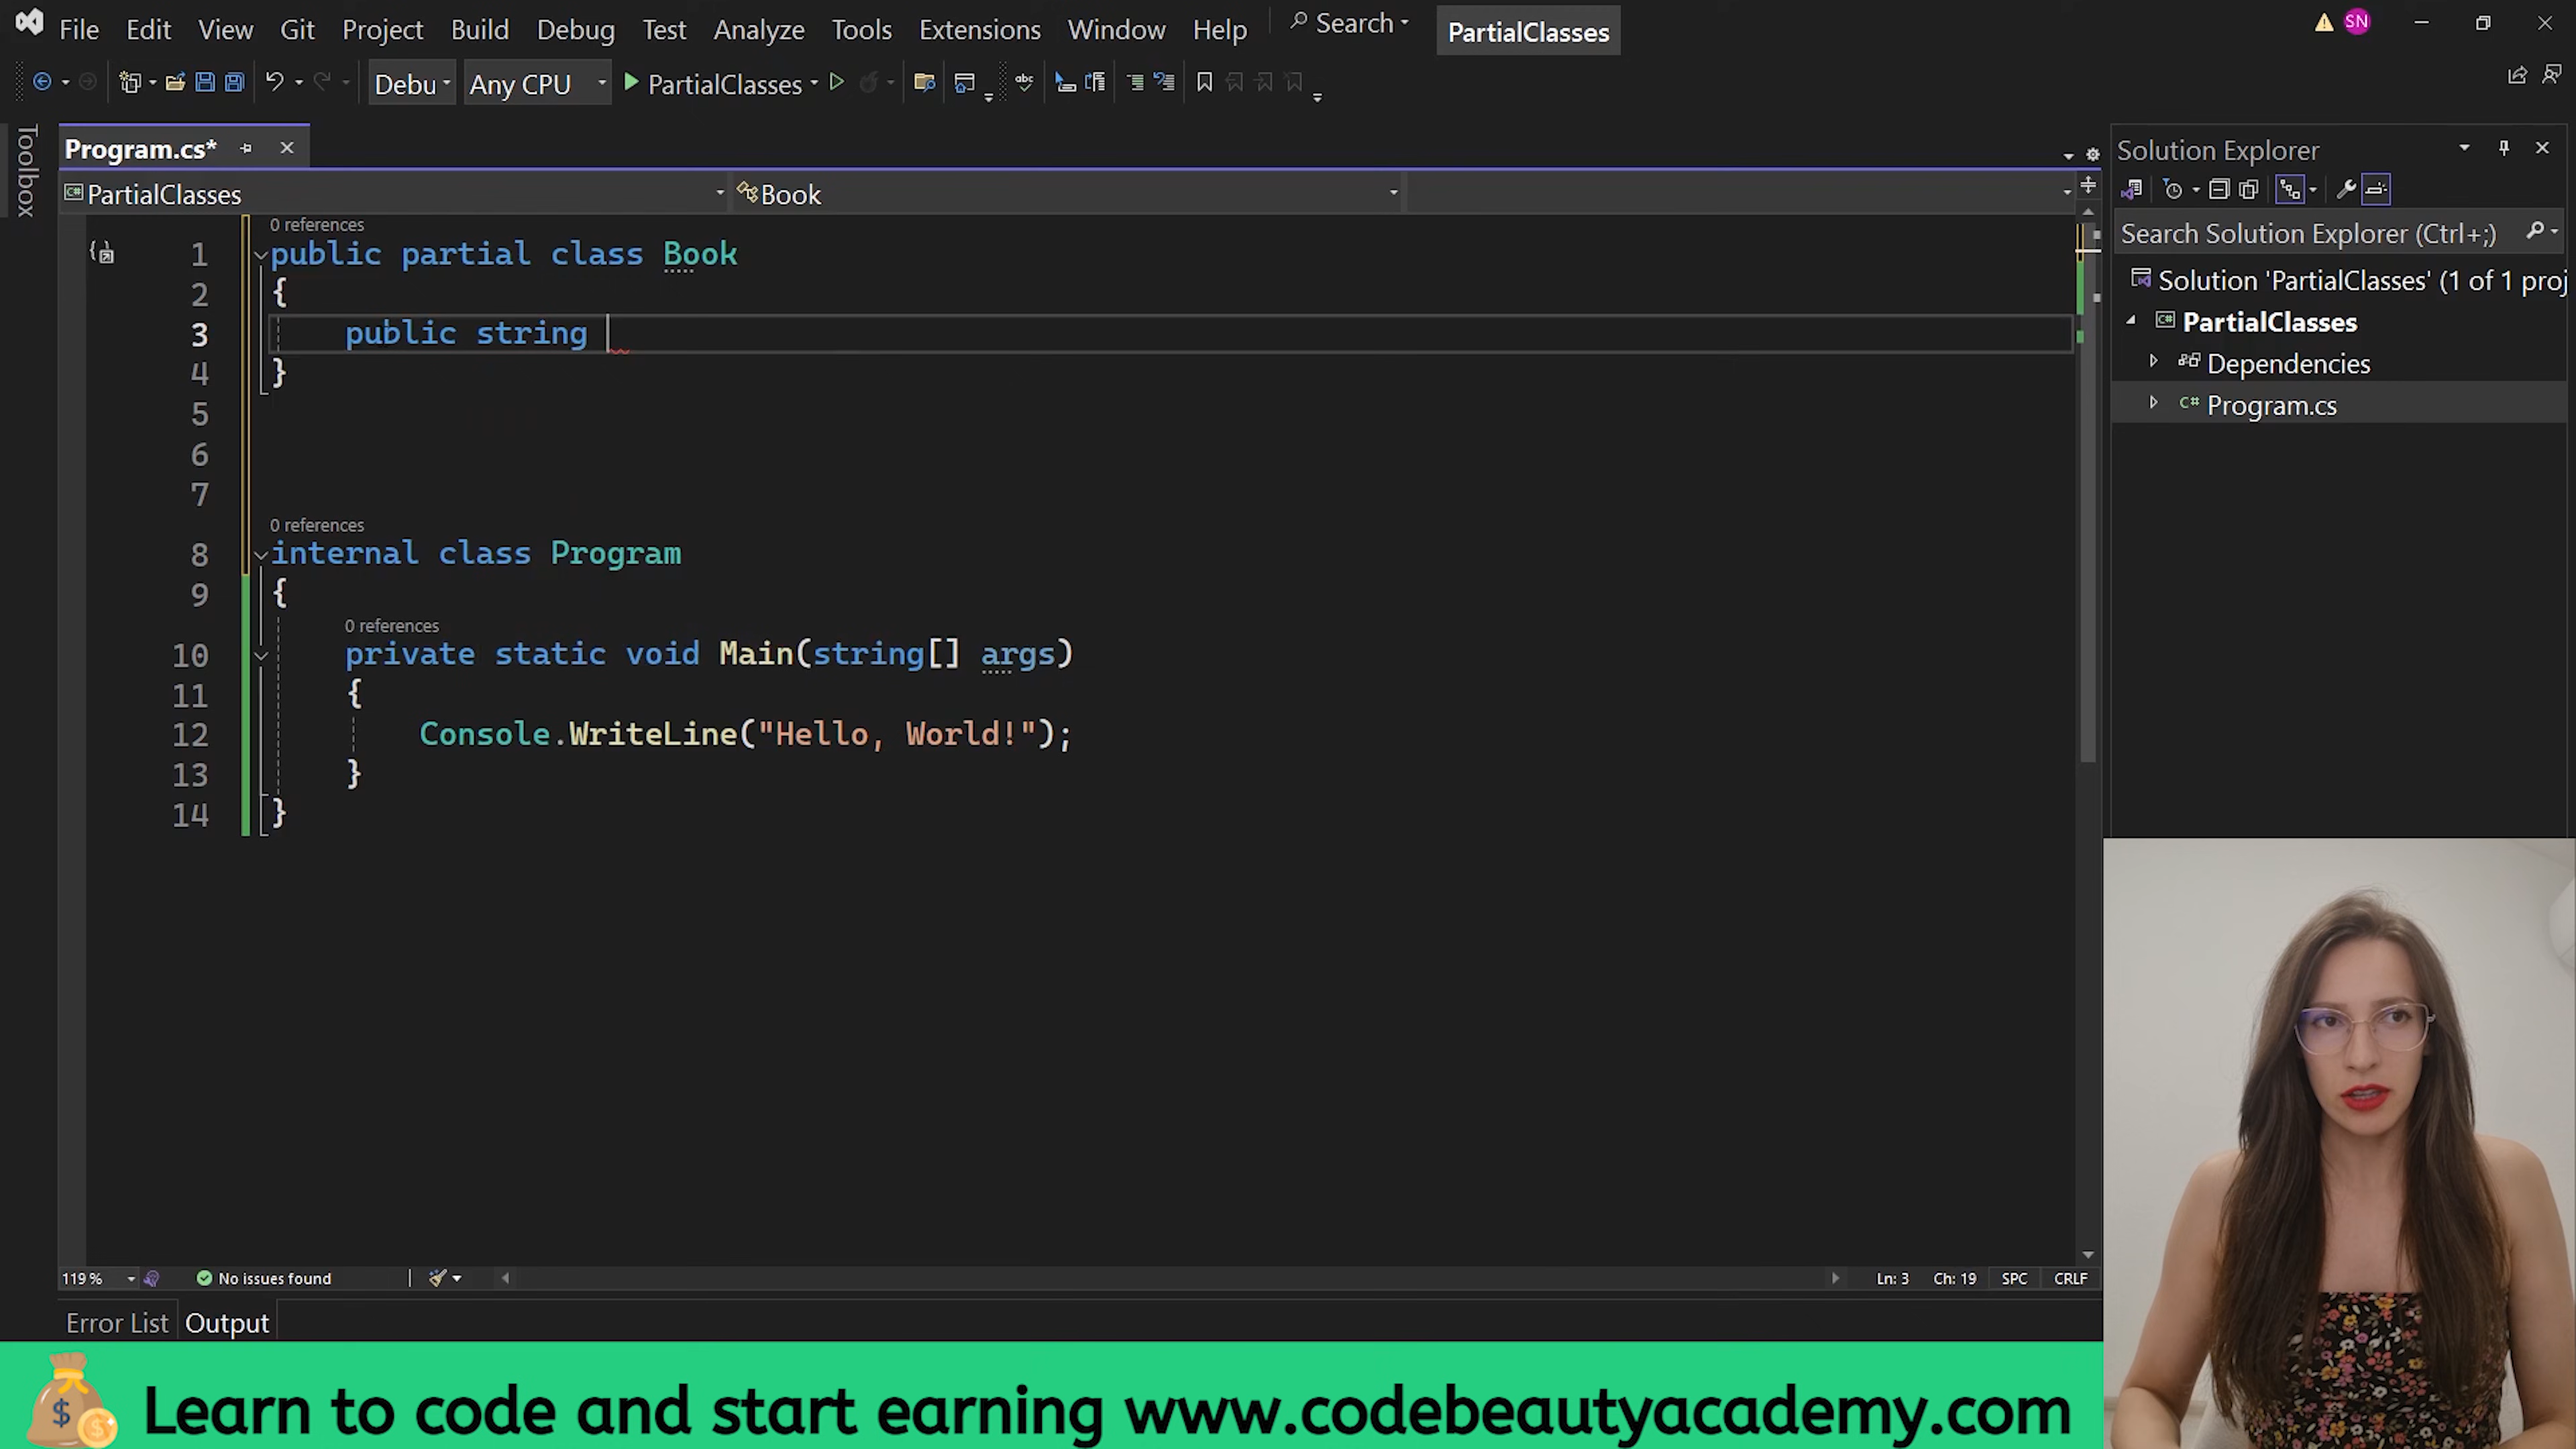 File Edit View Git Project Build Debug Test Analyze Tools Extensions Window Help Search PartialClasses SN
Debu Any CPU PartialClasses abc
Toolbox
Program.cs*
PartialClasses Book
0 references
1 public partial class Book
2 {
3 public string
4 }
5
6
7
0 references
8 internal class Program
9 {
0 references
10 private static void Main(string[] args)
11 {
12 Console.WriteLine("Hello, World!");
13 }
14 }
119 % No issues found Ln: 3 Ch: 19 SPC CRLF
Error List Output
Solution Explorer
Search Solution Explorer (Ctrl+;)
Solution 'PartialClasses' (1 of 1 proj
C# PartialClasses
Dependencies
C# Program.cs
$ Learn to code and start earning www.codebeautyacademy.com